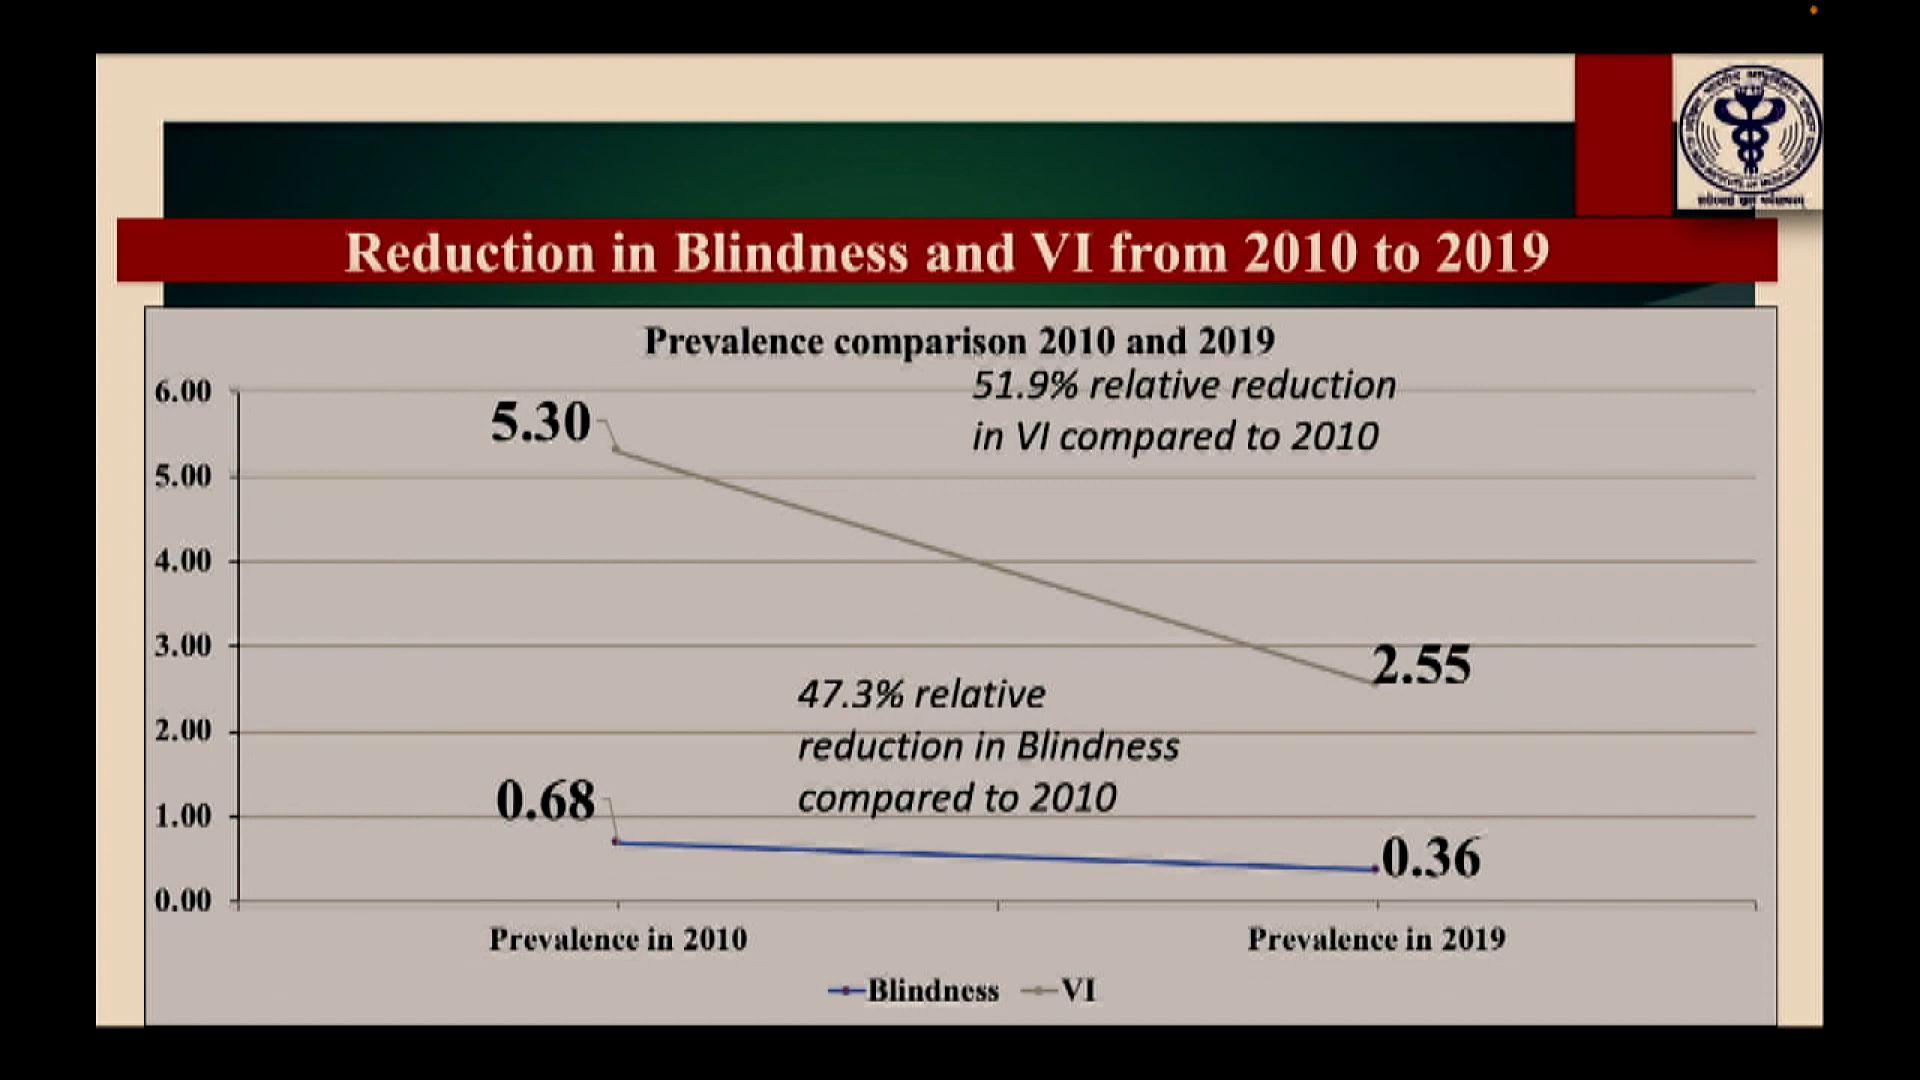 Reduction in Blindness and VI from 2010 to 2019
Prevalence comparison 2010 and 2019
51.9% relative reduction
in VI compared to 2010
6.00
5.30
5.00
4.00
3.00
2.55
47.3% relative
reduction in Blindness
compared to 2010
2.00
0.68
1.00
0.36
0.00
Prevalence in 2010
Prevalence in 2019
Blindness
VI